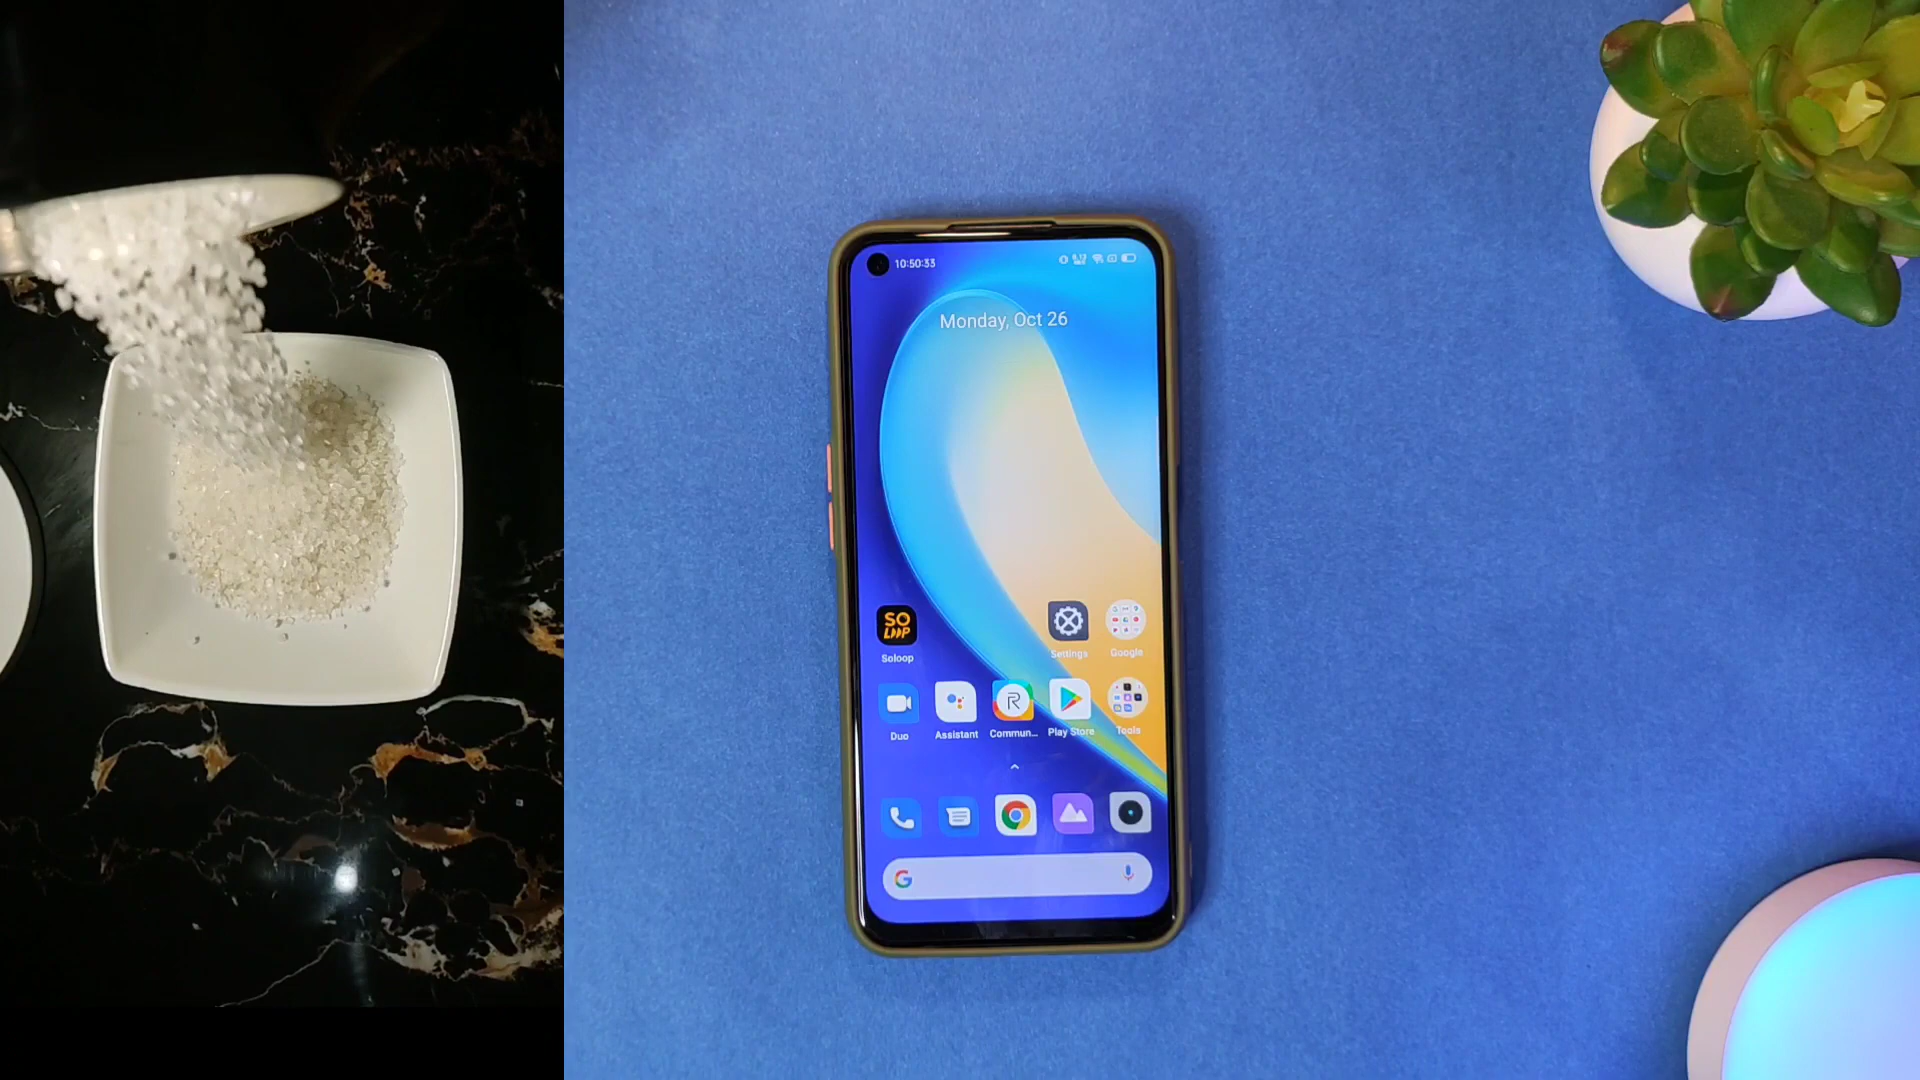 10:50:33
Monday, Oct 26
SO
LOOP
Soloop
Settings
Google
Duo
Assistant
Commun...
Play Store
Tools